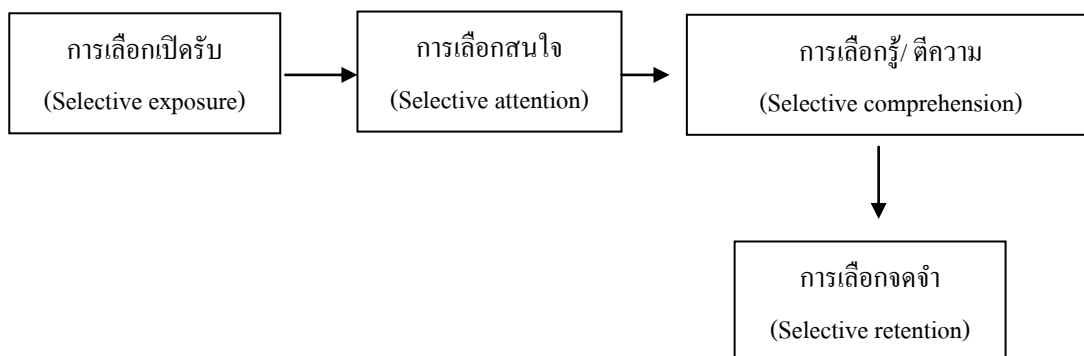 การเลือกเปิดรับ
(Selective exposure)
การเลือกสนใจ
(Selective attention)
การเลือกรู้/ ตีความ
(Selective comprehension)
การเลือกจดจำ
(Selective retention)